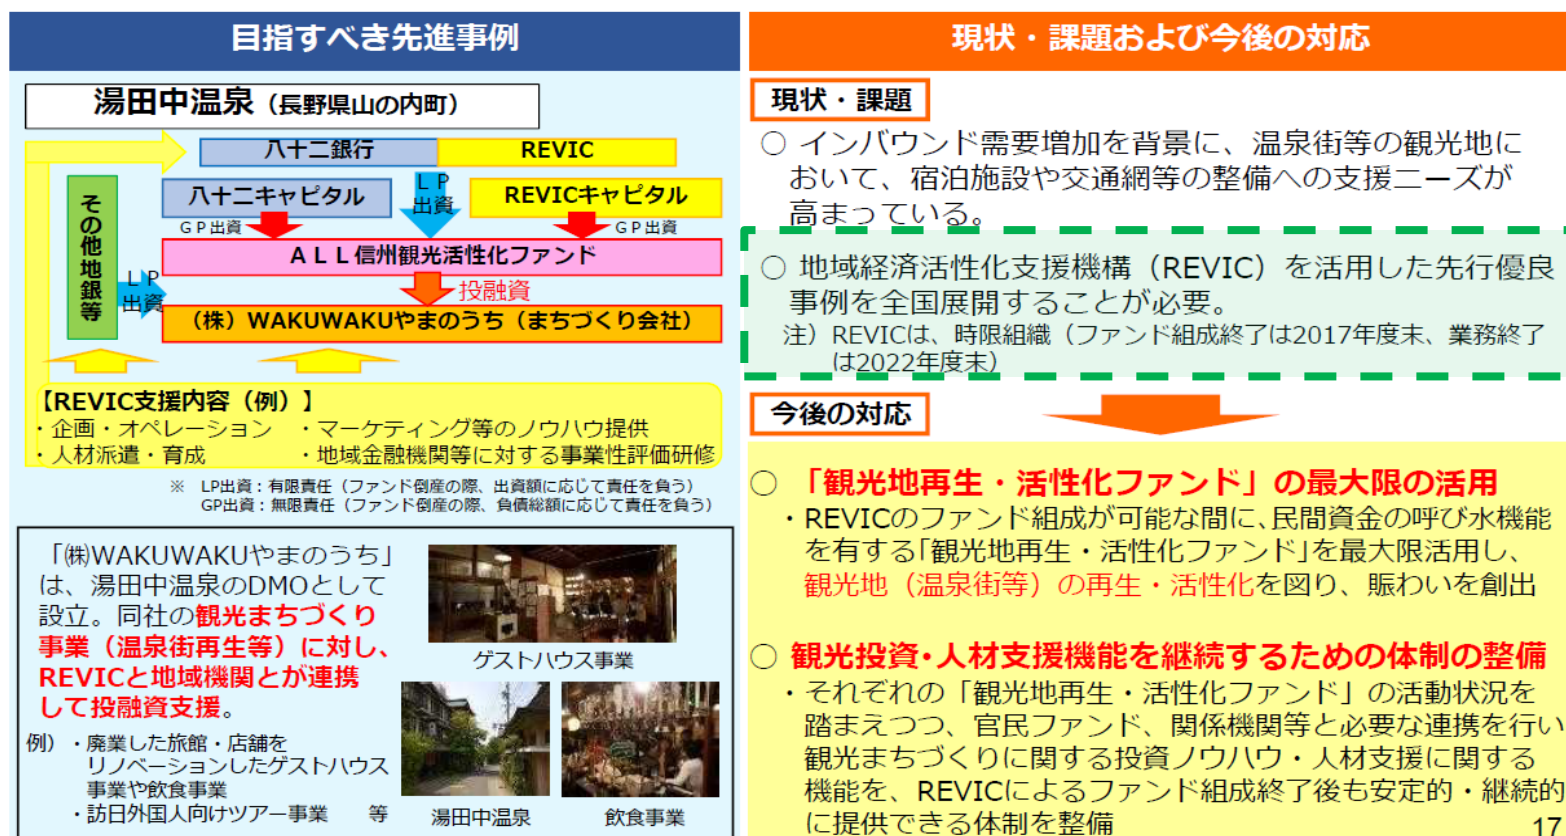 目指すべき先進事例
湯田中温泉（長野県山の内町）
八十二銀行
REVIC
その他地銀等
八十二キャピタル
ＬＰ
出資
REVICキャピタル
ＧＰ出資
ＧＰ出資
ＡＬＬ信州観光活性化ファンド
ＬＰ
出資
投融資
（株）WAKUWAKUやまのうち（まちづくり会社）
【REVIC支援内容（例）】
・企画・オペレーション　・マーケティング等のノウハウ提供
・人材派遣・育成　・地域金融機関等に対する事業性評価研修
※　LP出資：有限責任（ファンド倒産の際、出資額に応じて責任を負う）
GP出資：無限責任（ファンド倒産の際、負債総額に応じて責任を負う）
「㈱WAKUWAKUやまのうち」
は、湯田中温泉のDMOとして
設立。同社の観光まちづくり
事業（温泉街再生等）に対し、
REVICと地域機関とが連携
して投融資支援。
例）・廃業した旅館・店舗を
リノベーションしたゲストハウス
事業や飲食事業
・訪日外国人向けツアー事業　等
ゲストハウス事業
湯田中温泉
飲食事業
現状・課題および今後の対応
現状・課題
○ インバウンド需要増加を背景に、温泉街等の観光地に
おいて、宿泊施設や交通網等の整備への支援ニーズが
高まっている。
○ 地域経済活性化支援機構（REVIC）を活用した先行優良
事例を全国展開することが必要。
注）REVICは、時限組織（ファンド組成終了は2017年度末、業務終了
は2022年度末）
今後の対応
○ 「観光地再生・活性化ファンド」の最大限の活用
・REVICのファンド組成が可能な間に、民間資金の呼び水機能
を有する「観光地再生・活性化ファンド」を最大限活用し、
観光地（温泉街等）の再生・活性化を図り、賑わいを創出
○ 観光投資・人材支援機能を継続するための体制の整備
・それぞれの「観光地再生・活性化ファンド」の活動状況を
踏まえつつ、官民ファンド、関係機関等と必要な連携を行い
観光まちづくりに関する投資ノウハウ・人材支援に関する
機能を、REVICによるファンド組成終了後も安定的・継続的
に提供できる体制を整備
17